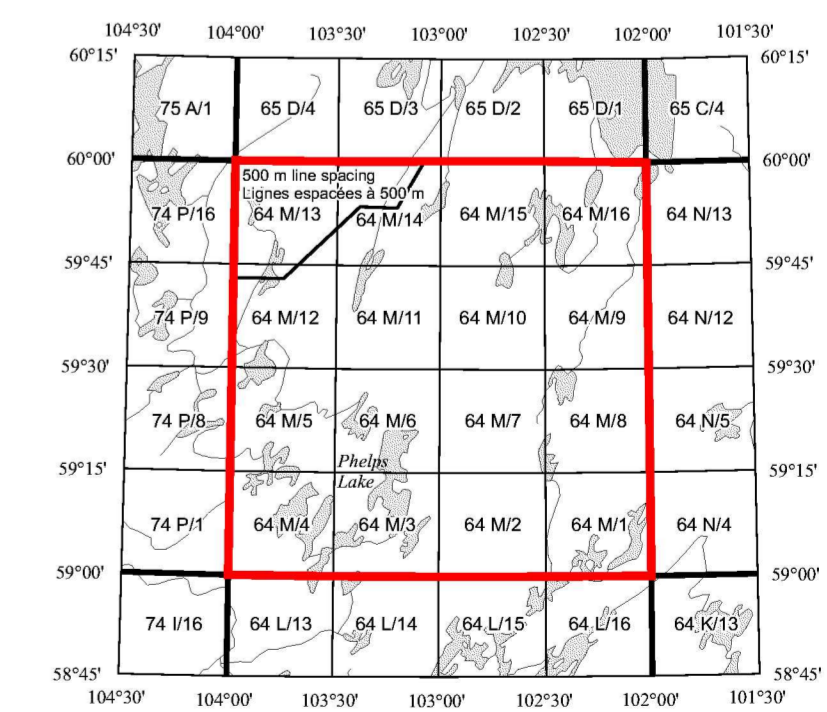 104°30' 104°00' 103°30' 103°00' 102°30' 102°00' 101°30'
60°15' 60°15'
75 A/1 65 D/4 65 D/3 65 D/2 65 D/1 65 C/4
60°00' 60°00'
500 m line spacing
Lignes espacées à 500 m
74 P/16 64 M/13 64 M/14 64 M/15 64 M/16 64 N/13
59°45' 59°45'
74 P/9 64 M/12 64 M/11 64 M/10 64 M/9 64 N/12
59°30' 59°30'
74 P/8 64 M/5 64 M/6 64 M/7 64 M/8 64 N/5
Phelps
59°15' 59°15'
Lake
74 P/1 64 M/4 64 M/3 64 M/2 64 M/1 64 N/4
59°00' 59°00'
74 I/16 64 L/13 64 L/14 64 L/15 64 L/16 64 K/13
58°45' 58°45'
104°30' 104°00' 103°30' 103°00' 102°30' 102°00' 101°30'